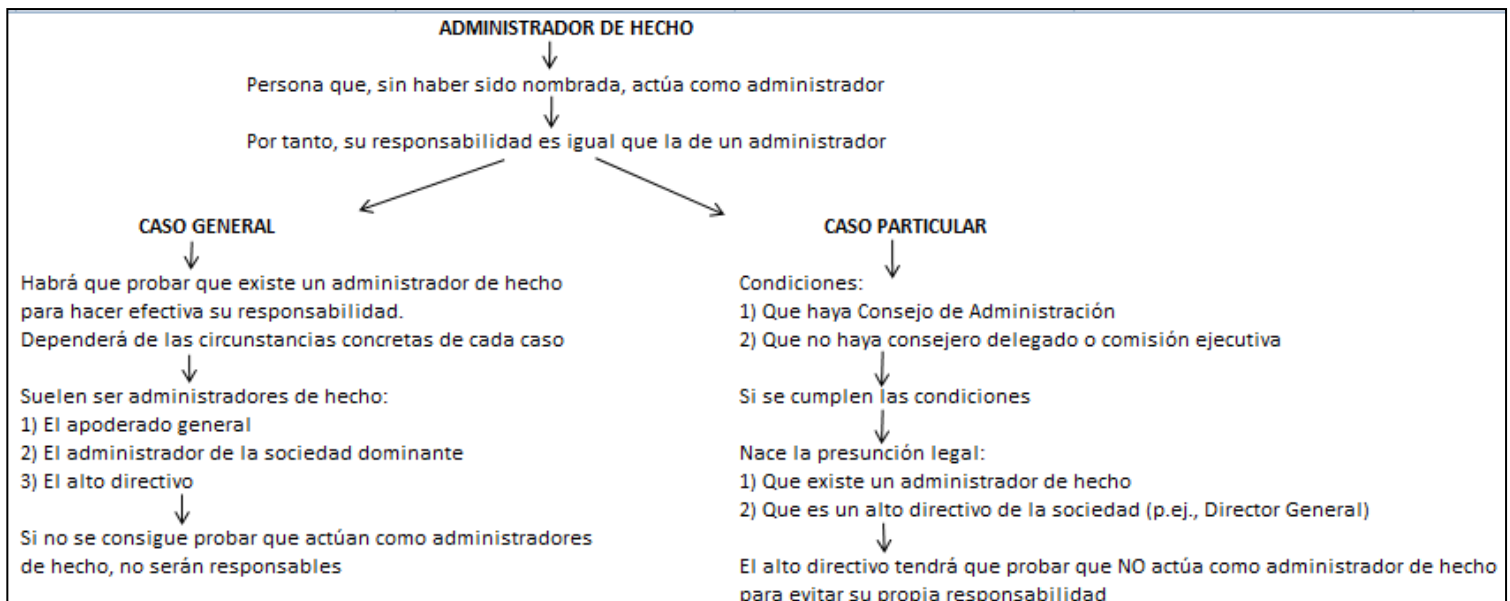 ADMINISTRADOR DE HECHO
Persona que, sin haber sido nombrada, actúa como administrador
Por tanto, su responsabilidad es igual que la de un administrador
CASO GENERAL
Habrá que probar que existe un administrador de hecho
para hacer efectiva su responsabilidad.
Dependerá de las circunstancias concretas de cada caso
Suelen ser administradores de hecho:
1) El apoderado general
2) El administrador de la sociedad dominante
3) El alto directivo
Si no se consigue probar que actúan como administradores
de hecho, no serán responsables
CASO PARTICULAR
Condiciones:
1) Que haya Consejo de Administración
2) Que no haya consejero delegado o comisión ejecutiva
Si se cumplen las condiciones
Nace la presunción legal:
1) Que existe un administrador de hecho
2) Que es un alto directivo de la sociedad (p.ej., Director General)
El alto directivo tendrá que probar que NO actúa como administrador de hecho
para evitar su propia responsabilidad